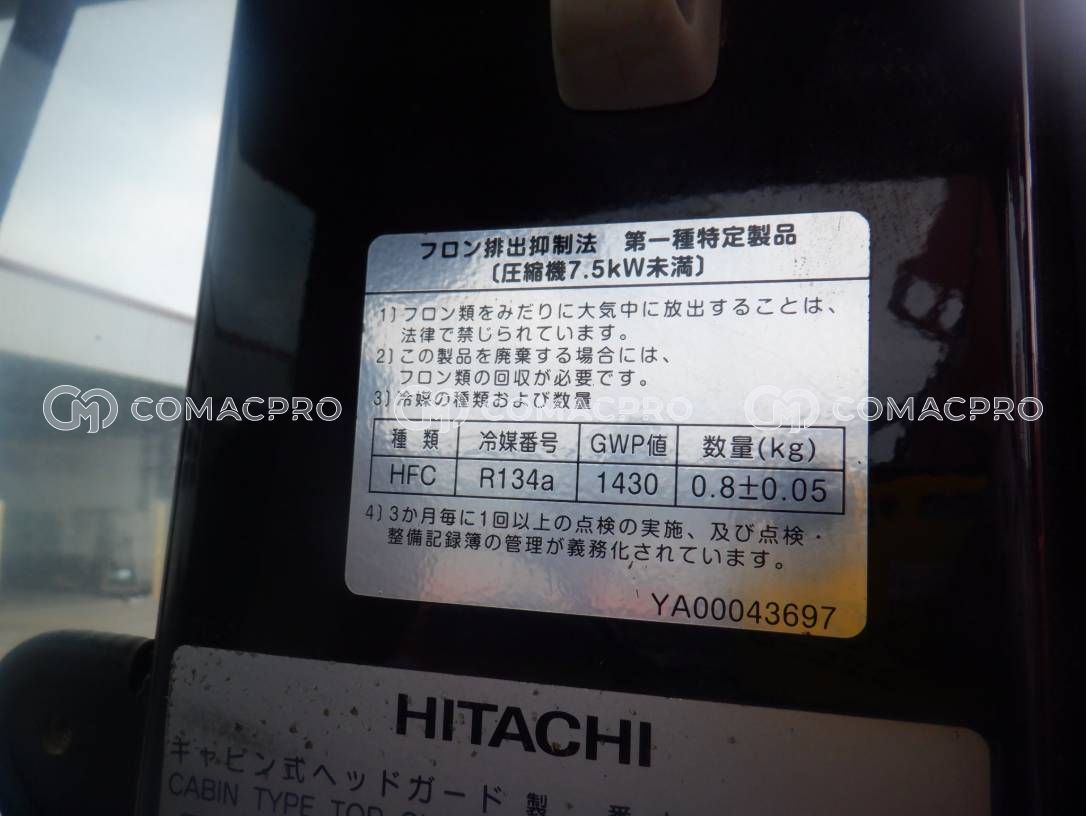 フロン排出抑制法　第一種特定製品
〔圧縮機7.5kW未満〕
1）フロン類をみだりに大気中に放出することは、
法律で禁じられています。
2）この製品を廃棄する場合には、
フロン類の回収が必要です。
3）冷媒の種類および数量
COMACPRO COMACPRO
種類 冷媒番号 GWP値 数量(kg)
HFC R134a 1430 0.8±0.05
4）3か月毎に1回以上の点検の実施、及び点検・
整備記録簿の管理が義務化されています。
YA00043697
HITACHI
キャビン式ヘッドガード 製 番
CABIN TYPE TOP